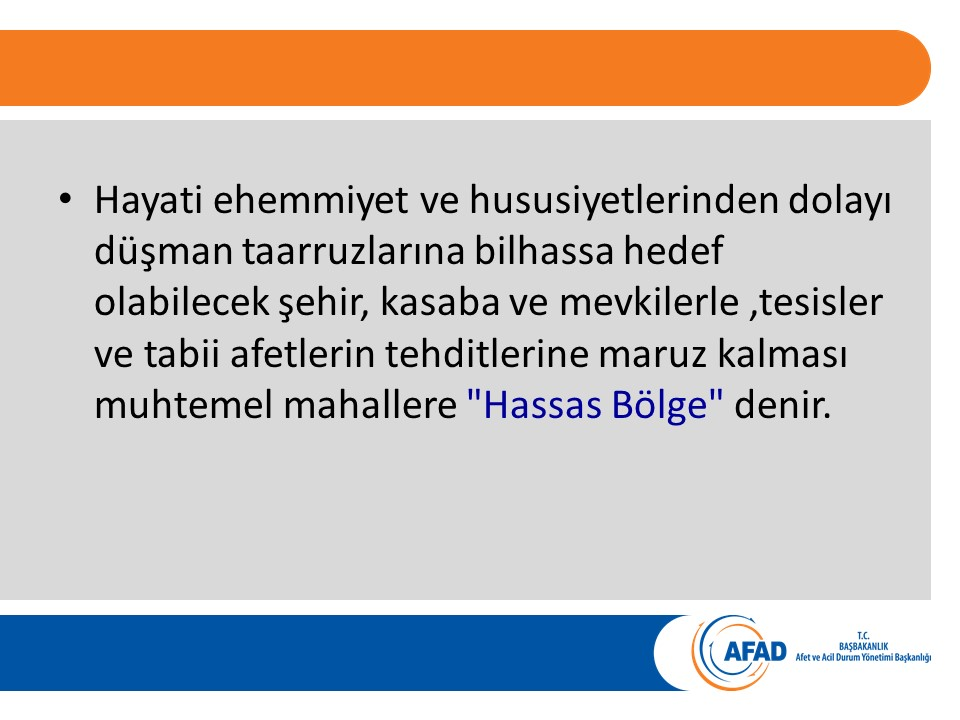 • Hayati ehemmiyet ve hususiyetlerinden dolayı
düşman taarruzlarına bilhassa hedef
olabilecek şehir, kasaba ve mevkilerle ,tesisler
ve tabii afetlerin tehditlerine maruz kalması
muhtemel mahallere "Hassas Bölge" denir.
AFAD
T.C.
BAŞBAKANLIK
Afet ve Acil Durum Yönetimi Başkanlığı